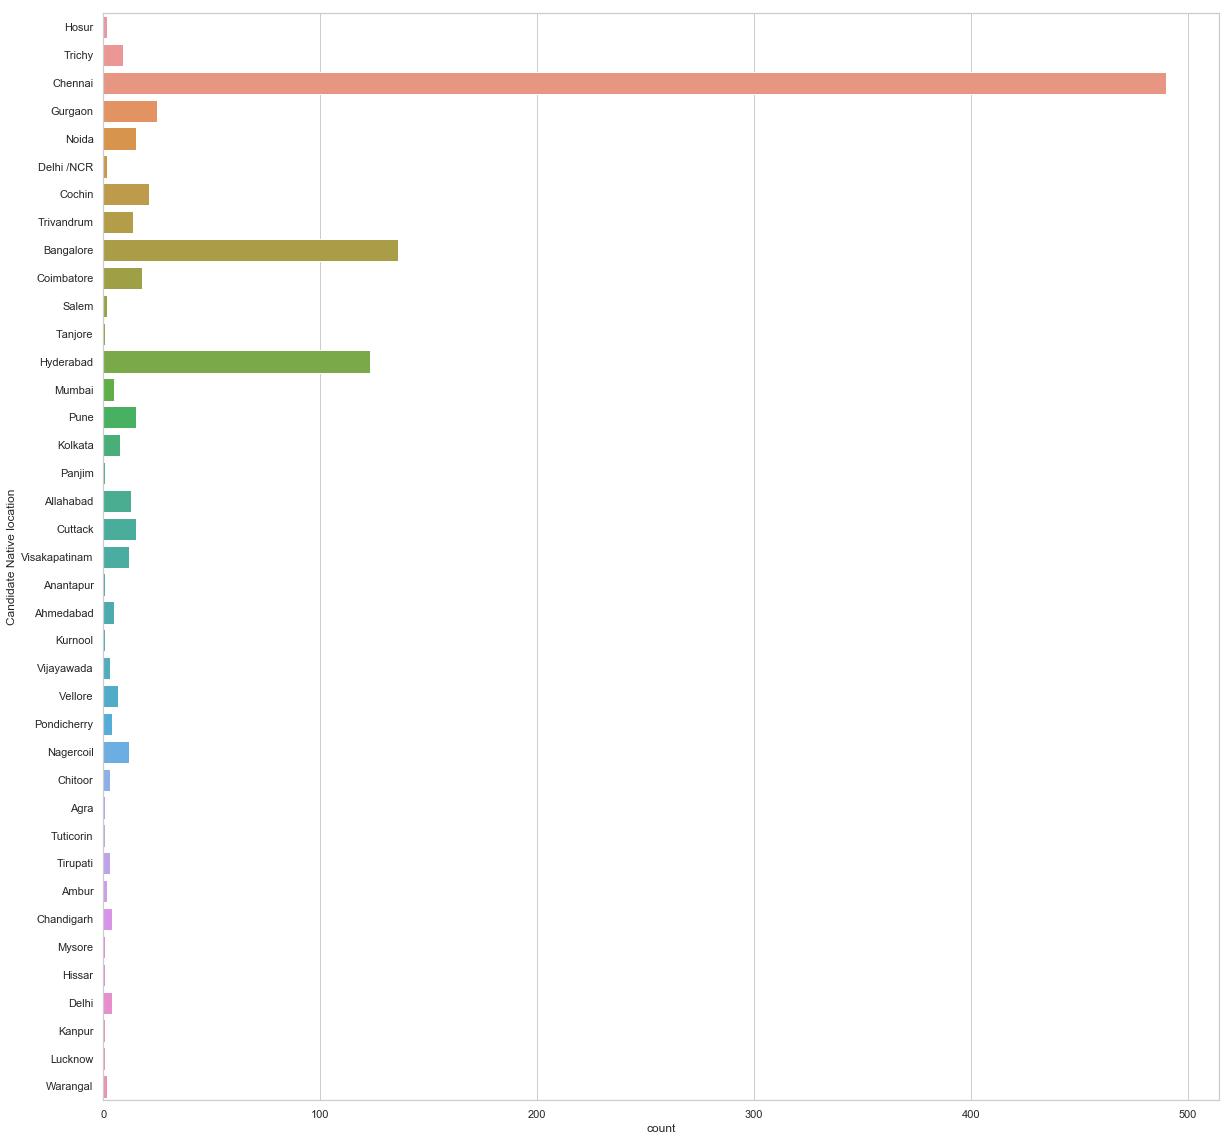 Hosur
Trichy
Chennai
Gurgaon
Noida
Delhi /NCR
Cochin
Trivandrum
Bangalore
Coimbatore
Salem
Tanjore
Hyderabad
Mumbai
Pune
Kolkata
Panjim
Allahabad
Cuttack
Visakapatinam
Anantapur
Ahmedabad
Kurnool
Vijayawada
Vellore
Pondicherry
Nagercoil
Chitoor
Agra
Tuticorin
Tirupati
Ambur
Chandigarh
Mysore
Hissar
Delhi
Kanpur
Lucknow
Warangal
Candidate Native location
0 100 200 300 400 500
count